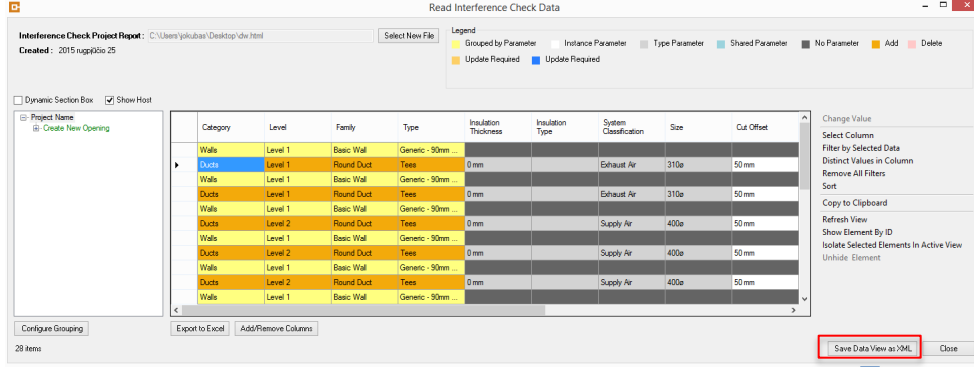 Read Interference Check Data
Interference Check Project Report: C:\Users\jokubas\Desktop\dw.html Select New File
Created: 2015 rugpjūčio 25
Legend
Grouped by Parameter Instance Parameter Type Parameter Shared Parameter No Parameter Add Delete
Update Required Update Required
Dynamic Section Box Show Host
Project Name
Create New Opening
Category Level Family Type Insulation Thickness Insulation Type System Classification Size Cut Offset
Walls Level 1 Basic Wall Generic - 90mm ...
Ducts Level 1 Round Duct Tees 0 mm Exhaust Air 310ø 50 mm
Walls Level 1 Basic Wall Generic - 90mm ...
Ducts Level 1 Round Duct Tees 0 mm Exhaust Air 310ø 50 mm
Walls Level 1 Basic Wall Generic - 90mm ...
Ducts Level 2 Round Duct Tees 0 mm Supply Air 400ø 50 mm
Walls Level 1 Basic Wall Generic - 90mm ...
Ducts Level 2 Round Duct Tees 0 mm Supply Air 400ø 50 mm
Walls Level 1 Basic Wall Generic - 90mm ...
Ducts Level 2 Round Duct Tees 0 mm Supply Air 400ø 50 mm
Walls Level 1 Basic Wall Generic - 90mm ...
Change Value
Select Column
Filter by Selected Data
Distinct Values in Column
Remove All Filters
Sort
Copy to Clipboard
Refresh View
Show Element By ID
Isolate Selected Elements In Active View
Unhide Element
Configure Grouping Export to Excel Add/Remove Columns
28 items Save Data View as XML Close